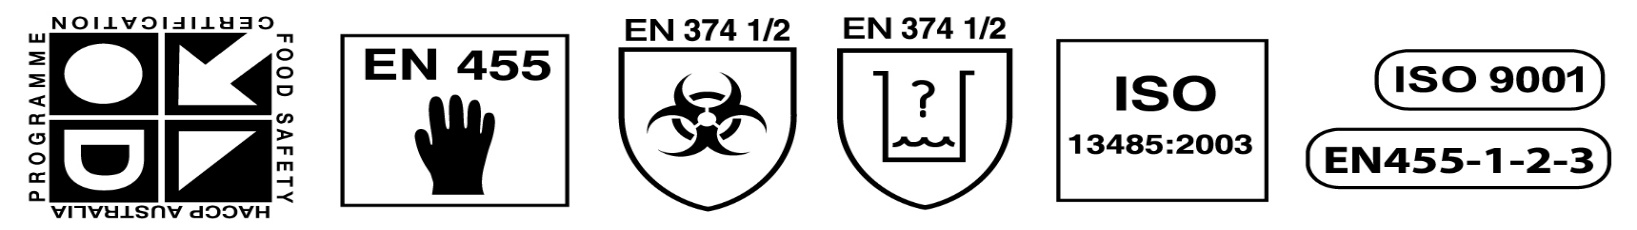 HACCP AUSTRALIA
FOOD SAFETY
CERTIFICATION
PROGRAMME
EN 455
EN 374 1/2
EN 374 1/2
?
ISO
13485:2003
ISO 9001
EN455-1-2-3